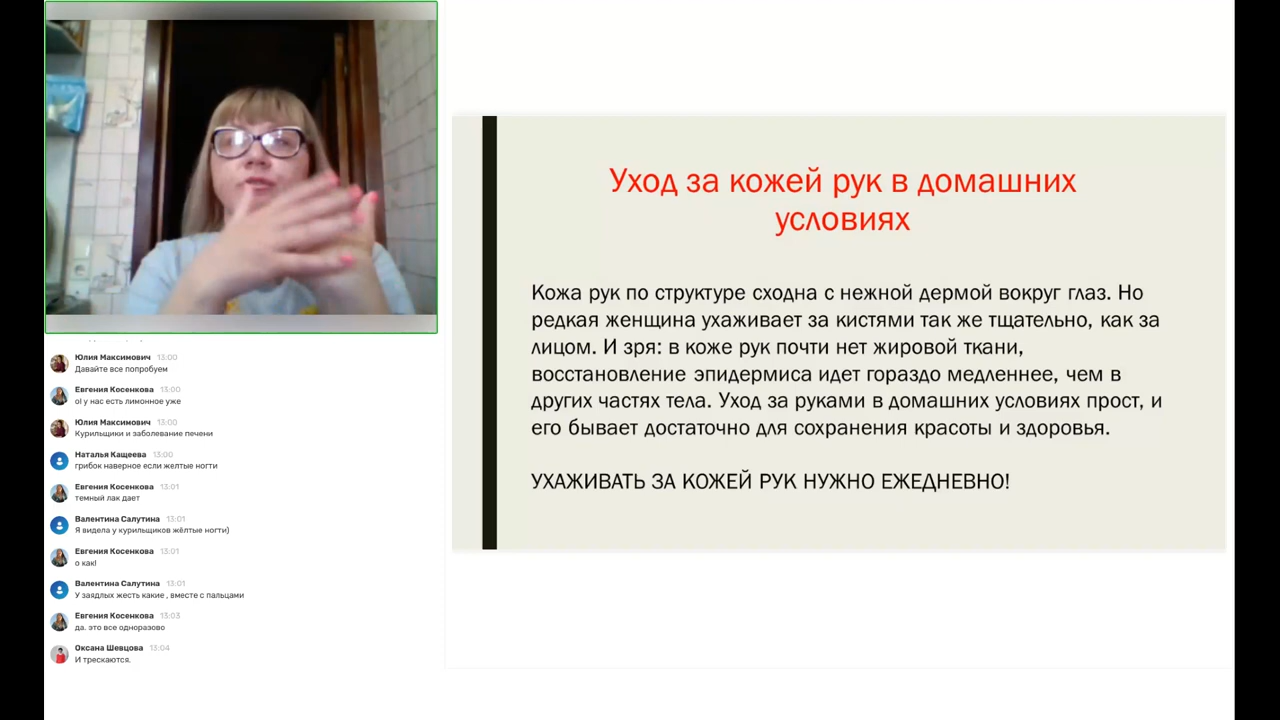 Уход за кожей рук в домашних
условиях
Кожа рук по структуре сходна с нежной дермой вокруг глаз. Но
редкая женщина ухаживает за кистями так же тщательно, как за
лицом. И зря: в коже рук почти нет жировой ткани,
восстановление эпидермиса идет гораздо медленнее, чем в
других частях тела. Уход за руками в домашних условиях прост, и
его бывает достаточно для сохранения красоты и здоровья.
УХАЖИВАТЬ ЗА КОЖЕЙ РУК НУЖНО ЕЖЕДНЕВНО!
Юлия Максимович 13:00
Давайте все попробуем
Евгения Косенкова 13:00
о! у нас есть лимонное уже
Юлия Максимович 13:00
Курильщики и заболевание печени
Наталья Кащеева 13:00
грибок наверное если желтые ногти
Евгения Косенкова 13:01
темный лак дает
Валентина Салутина 13:01
Я видела у курильщиков жёлтые ногти)
Евгения Косенкова 13:01
о как!
Валентина Салутина 13:01
У заядлых жесть какие , вместе с пальцами
Евгения Косенкова 13:03
да. это все одноразово
Оксана Шевцова 13:04
И трескаются.